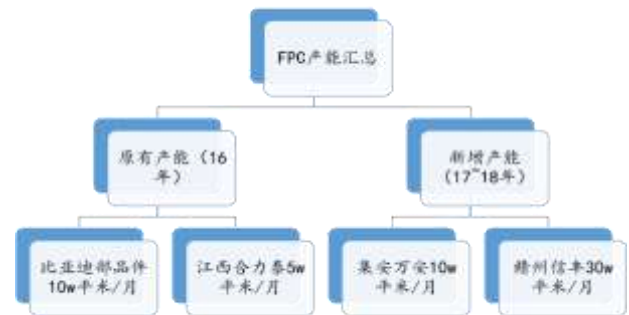 FPC产能汇总
原有产能（16
年）
新增产能
(17~18年)
比亚迪部品件
10w平米/月
江西合力泰5w
平米/月
集安万安10w
平米/月
赣州信丰30w
平米/月